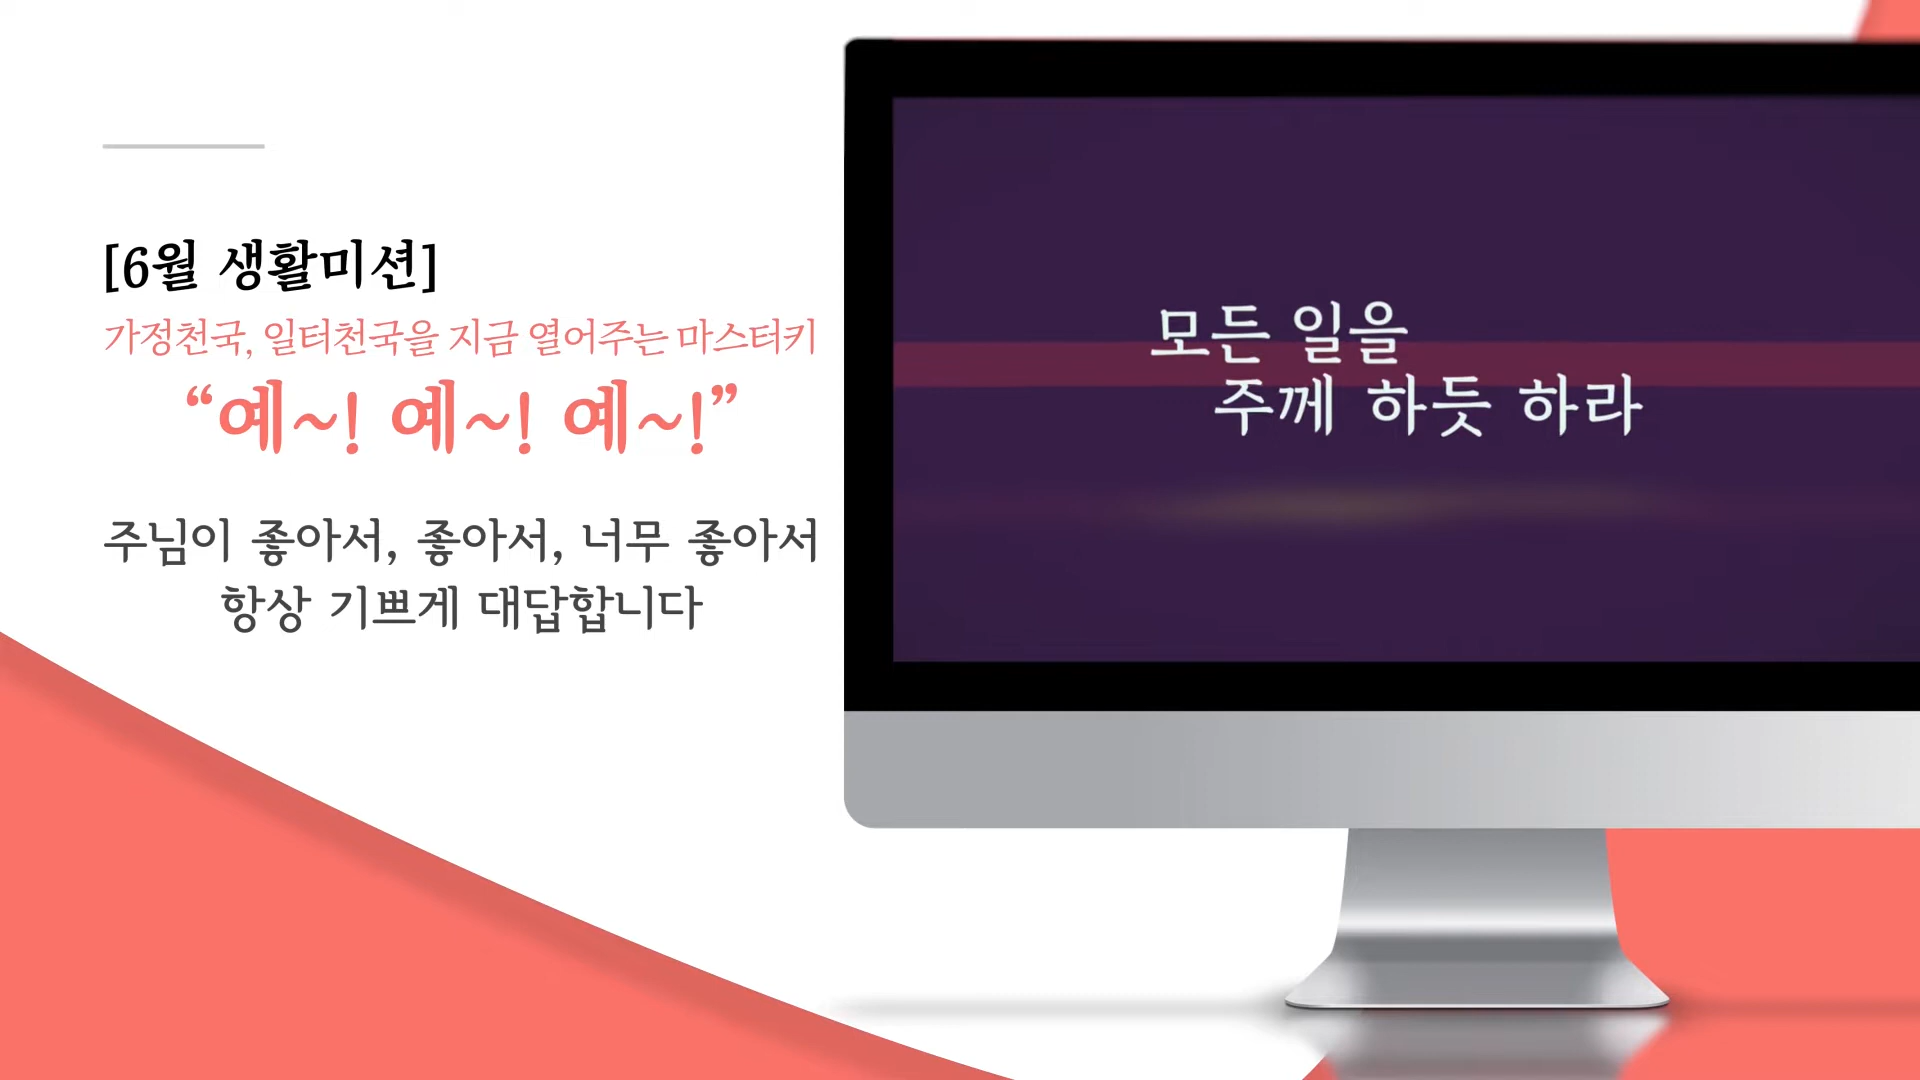 [6월 생활미션]
가정천국, 일터천국을 지금 열어주는 마스터키
“예~! 예~! 예~!”
주님이 좋아서, 좋아서, 너무 좋아서
항상 기쁘게 대답합니다
모든 일을
주께 하듯 하라